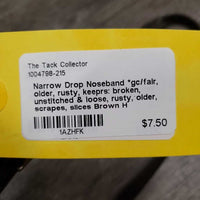 The Tack Collector
1004798-215
Narrow Drop Noseband *gc/fair,
older, rusty, keeprs: broken,
unstitched & loose, rusty, older,
scrapes, slices Brown H
$7.50
1AZHFK